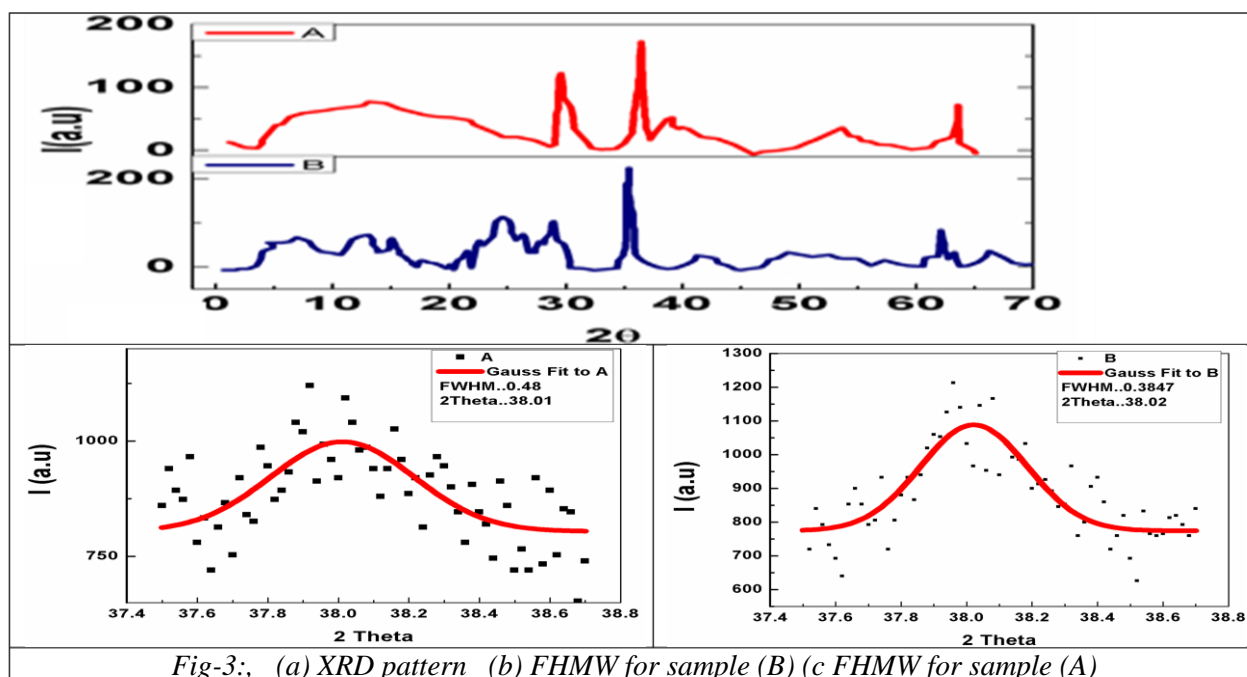 200
A
100
0
I(a.u)
B
200
0
0 10 20 30 40 50 60 70
2θ
A
Gauss Fit to A
FWHM..0.48
2Theta..38.01
1000
750
I (a.u)
37.4 37.6 37.8 38.0 38.2 38.4 38.6 38.8
2 Theta
1300
1200
1100
1000
900
800
700
600
I (a.u)
B
Gauss Fit to B
FWHM..0.3847
2Theta..38.02
37.4 37.6 37.8 38.0 38.2 38.4 38.6 38.8
2 Theta
Fig-3:, (a) XRD pattern (b) FHMW for sample (B) (c FHMW for sample (A)